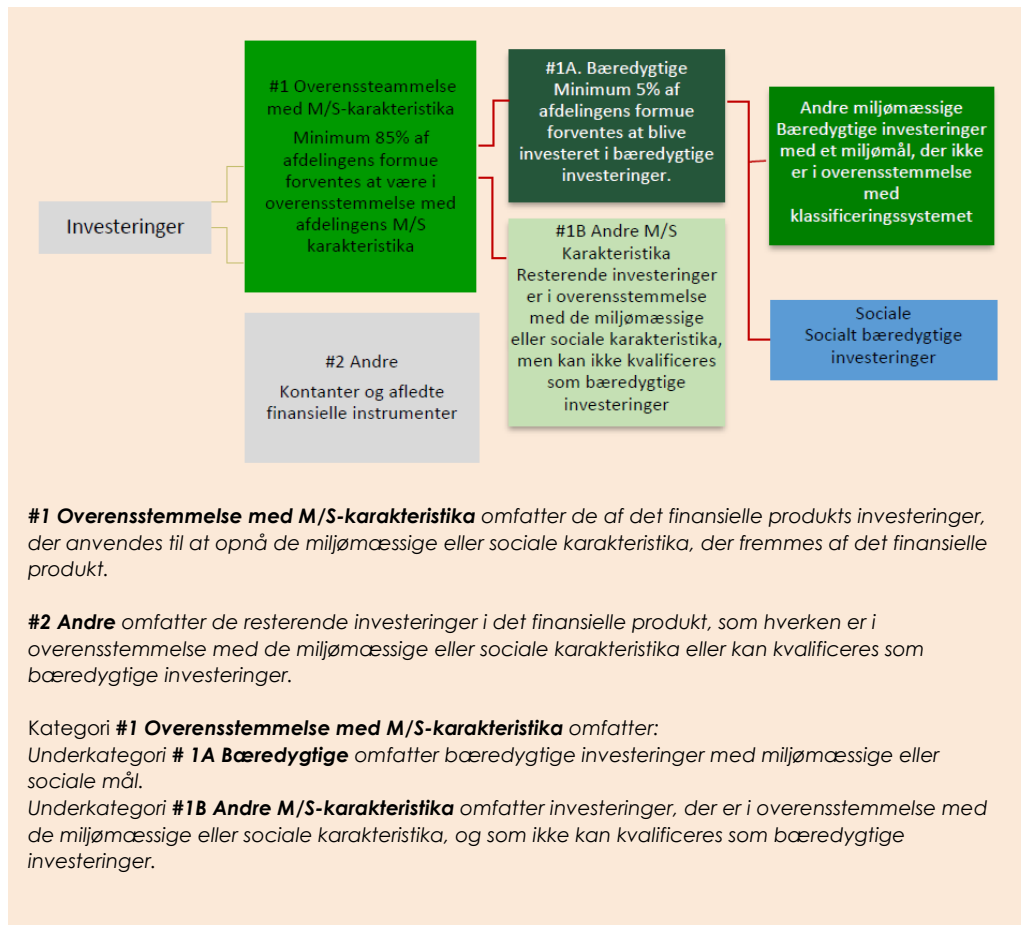 Investeringer
#1 Overenssteammelse
med M/S-karakteristika
Minimum 85% af
afdelingens formue
forventes at være i
overensstemmelse med
afdelingens M/S
karakteristika
#2 Andre
Kontanter og afledte
finansielle instrumenter
#1A. Bæredygtige
Minimum 5% af
afdelingens formue
forventes at blive
investeret i bæredygtige
investeringer.
#1B Andre M/S
Karakteristika
Resterende investeringer
er i overensstemmelse
med de miljømæssige
eller sociale karakteristika,
men kan ikke kvalificeres
som bæredygtige
investeringer
Andre miljømæssige
Bæredygtige investeringer
med et miljømål, der ikke
er i overensstemmelse
med
klassificeringssystemet
Sociale
Socialt bæredygtige
investeringer
#1 Overensstemmelse med M/S-karakteristika omfatter de af det finansielle produkts investeringer,
der anvendes til at opnå de miljømæssige eller sociale karakteristika, der fremmes af det finansielle
produkt.
#2 Andre omfatter de resterende investeringer i det finansielle produkt, som hverken er i
overensstemmelse med de miljømæssige eller sociale karakteristika eller kan kvalificeres som
bæredygtige investeringer.
Kategori #1 Overensstemmelse med M/S-karakteristika omfatter:
Underkategori # 1A Bæredygtige omfatter bæredygtige investeringer med miljømæssige eller
sociale mål.
Underkategori #1B Andre M/S-karakteristika omfatter investeringer, der er i overensstemmelse med
de miljømæssige eller sociale karakteristika, og som ikke kan kvalificeres som bæredygtige
investeringer.